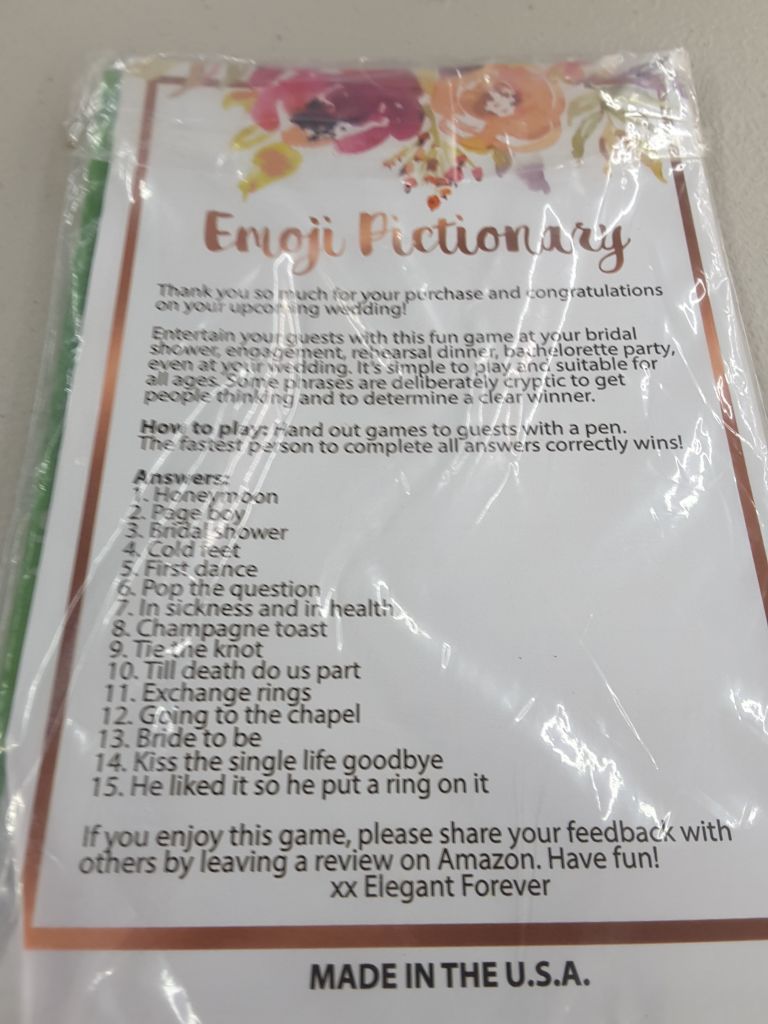 Emoji Pictionary
Thank you so much for your purchase and congratulations
on your upcoming wedding!
Entertain your guests with this fun game at your bridal
shower, engagement, rehearsal dinner, bachelorette party,
even at your wedding. It's simple to play and suitable for
all ages. Some phrases are deliberately cryptic to get
people thinking and to determine a clear winner.
How to play: Hand out games to guests with a pen.
The fastest person to complete all answers correctly wins!
Answers:
1. Honeymoon
2. Page boy
3. Bridal shower
4. Cold feet
5. First dance
6. Pop the question
7. In sickness and in health
8. Champagne toast
9. Tie the knot
10. Till death do us part
11. Exchange rings
12. Going to the chapel
13. Bride to be
14. Kiss the single life goodbye
15. He liked it so he put a ring on it
If you enjoy this game, please share your feedback with
others by leaving a review on Amazon. Have fun!
xx Elegant Forever
MADE IN THE U.S.A.